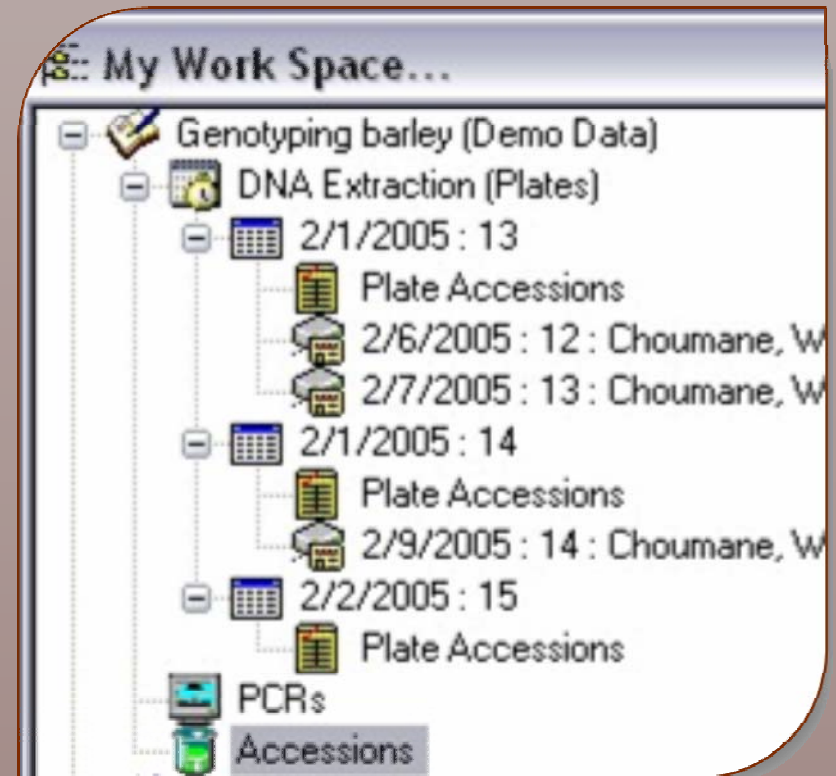 My Work Space...
Genotyping barley (Demo Data)
DNA Extraction (Plates)
2/1/2005 : 13
Plate Accessions
2/6/2005 : 12 : Choumane, W
2/7/2005 : 13 : Choumane, W
2/1/2005 : 14
Plate Accessions
2/9/2005 : 14 : Choumane, W
2/2/2005 : 15
Plate Accessions
PCRs
Accessions